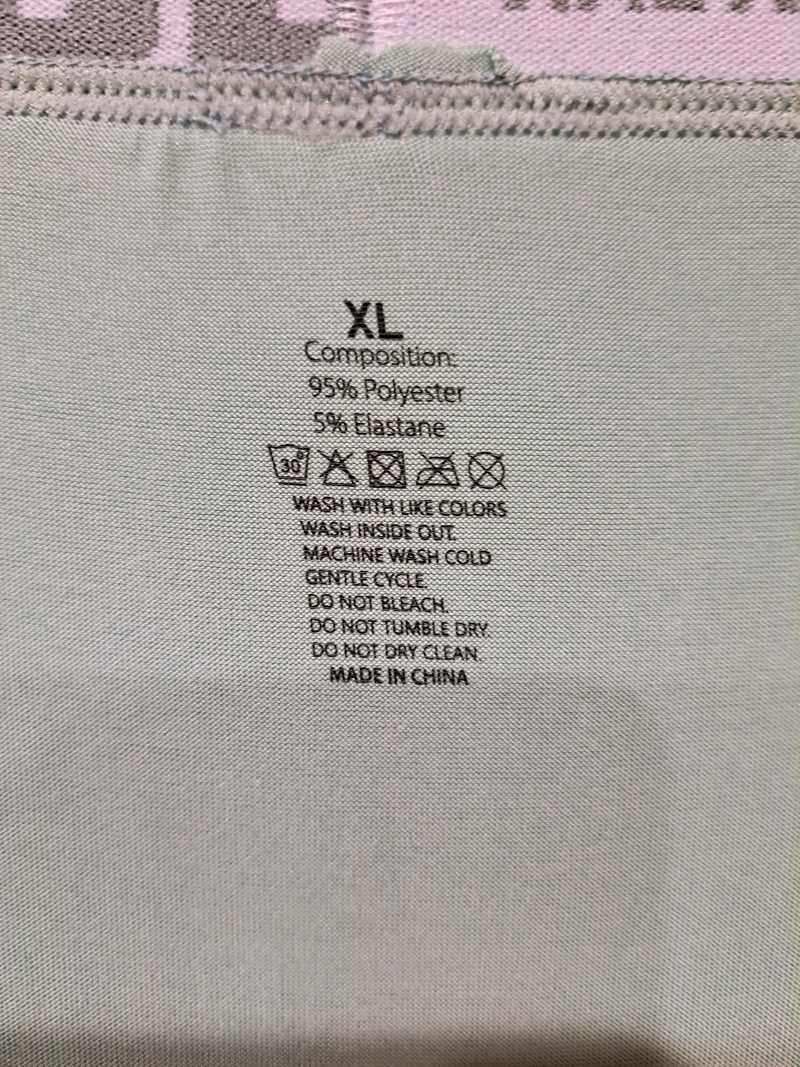 XL
Composition:
95% Polyester
5% Elastane
30°
WASH WITH LIKE COLORS
WASH INSIDE OUT.
MACHINE WASH COLD
GENTLE CYCLE.
DO NOT BLEACH.
DO NOT TUMBLE DRY.
DO NOT DRY CLEAN.
MADE IN CHINA